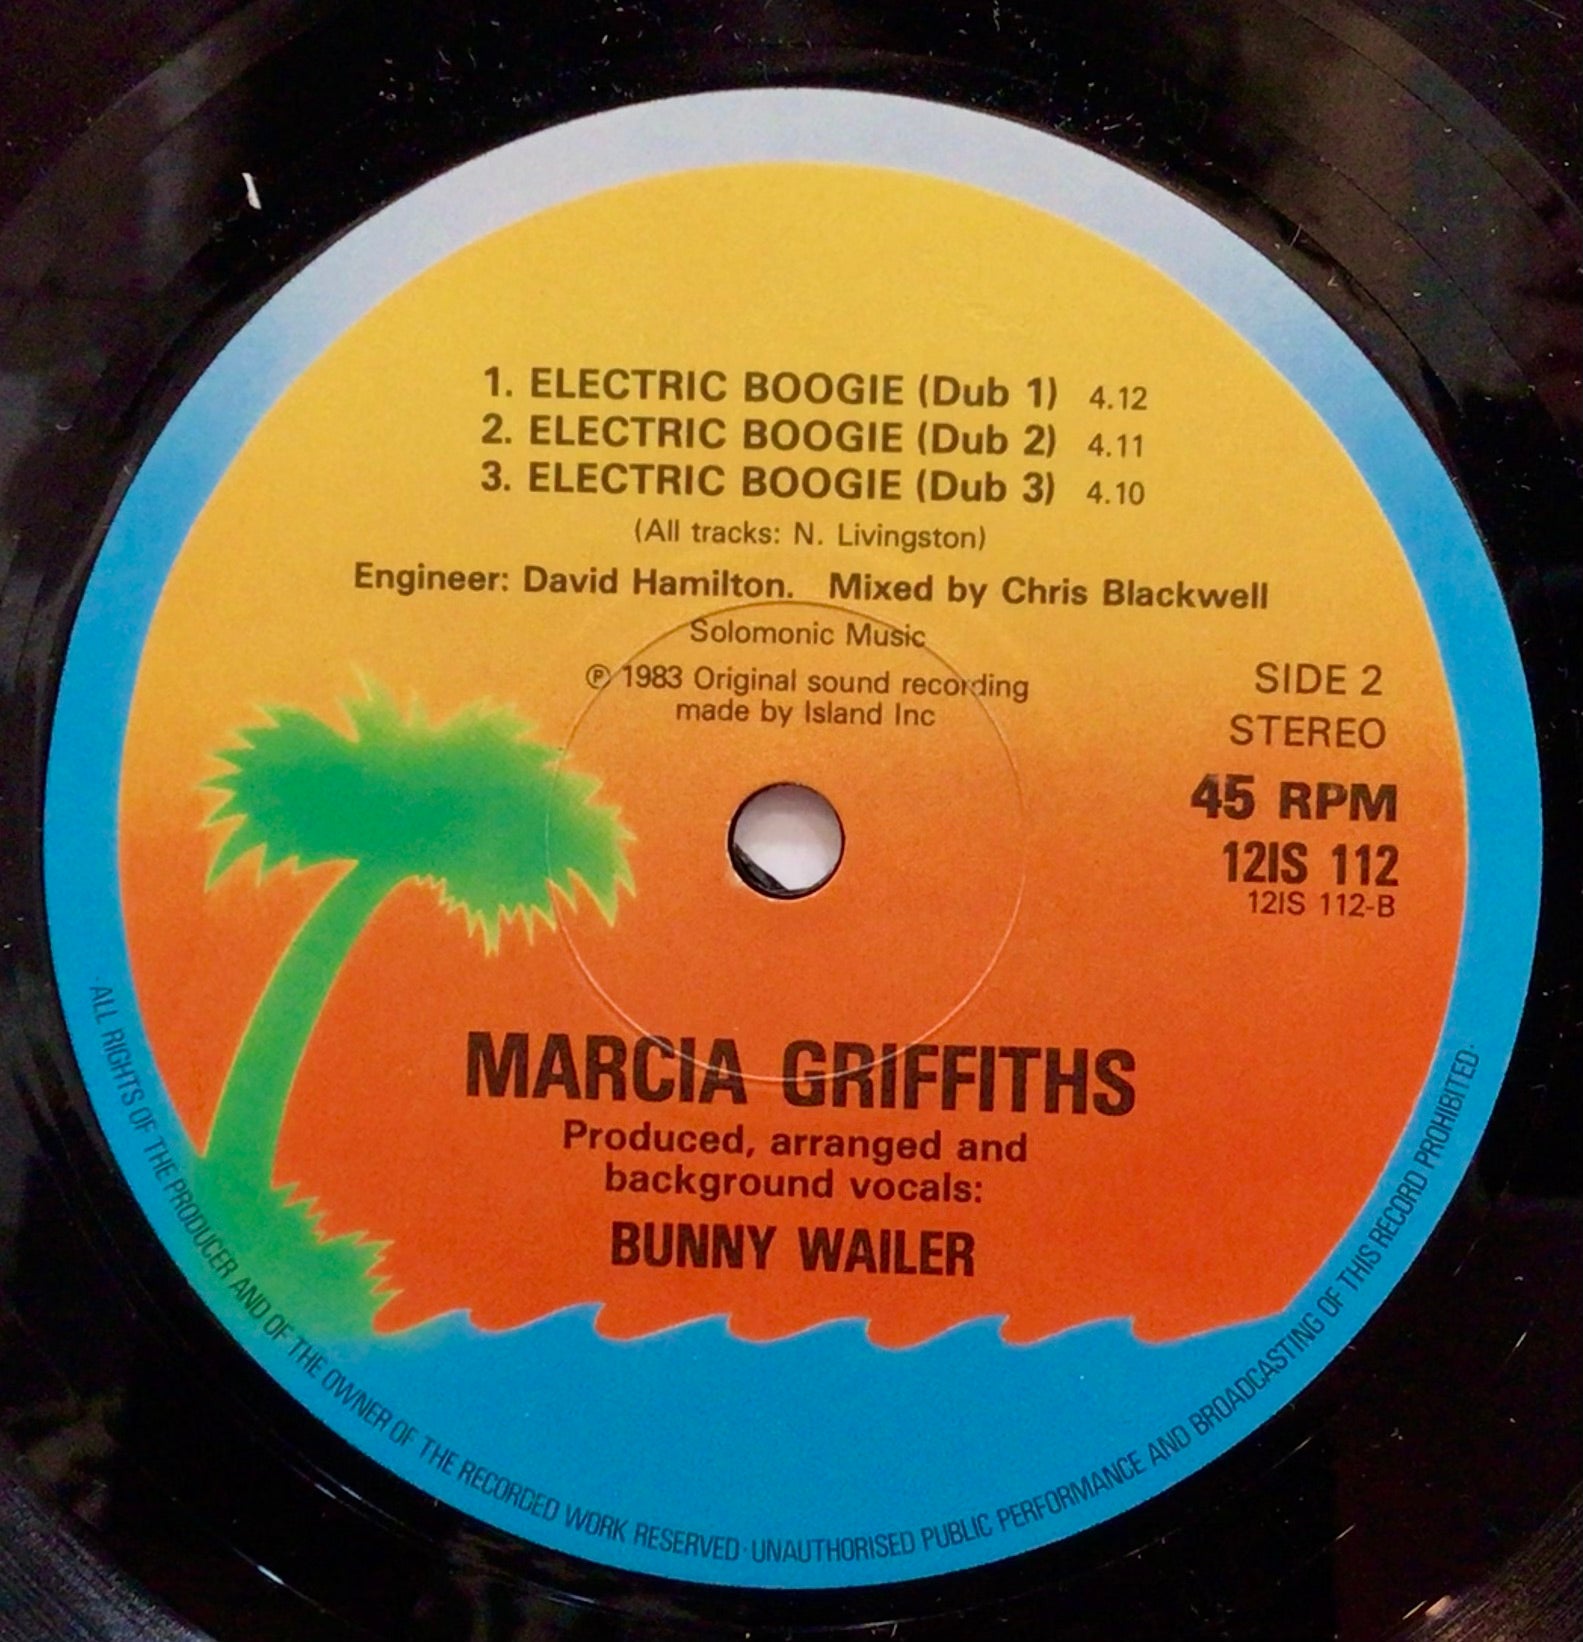 1. ELECTRIC BOOGIE (Dub 1) 4.12
2. ELECTRIC BOOGIE (Dub 2) 4.11
3. ELECTRIC BOOGIE (Dub 3) 4.10
(All tracks: N. Livingston)
Engineer: David Hamilton. Mixed by Chris Blackwell
Solomonic Music
℗ 1983 Original sound recording
made by Island Inc
SIDE 2
STEREO
45 RPM
12IS 112
12IS 112-B
MARCIA GRIFFITHS
Produced, arranged and
background vocals:
BUNNY WAILER
·ALL RIGHTS OF THE PRODUCER AND OF THE OWNER OF THE RECORDED WORK RESERVED·UNAUTHORISED PUBLIC PERFORMANCE AND BROADCASTING OF THIS RECORD PROHIBITED·